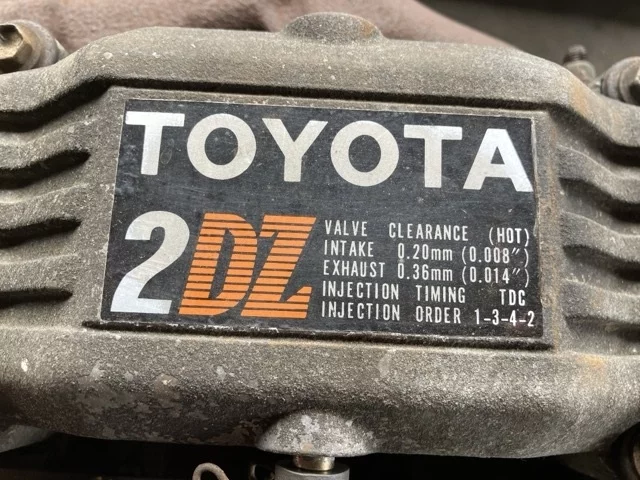 TOYOTA
2DZ
VALVE CLEARANCE (HOT)
INTAKE 0.20mm (0.008″)
EXHAUST 0.36mm (0.014″)
INJECTION TIMING TDC
INJECTION ORDER 1-3-4-2